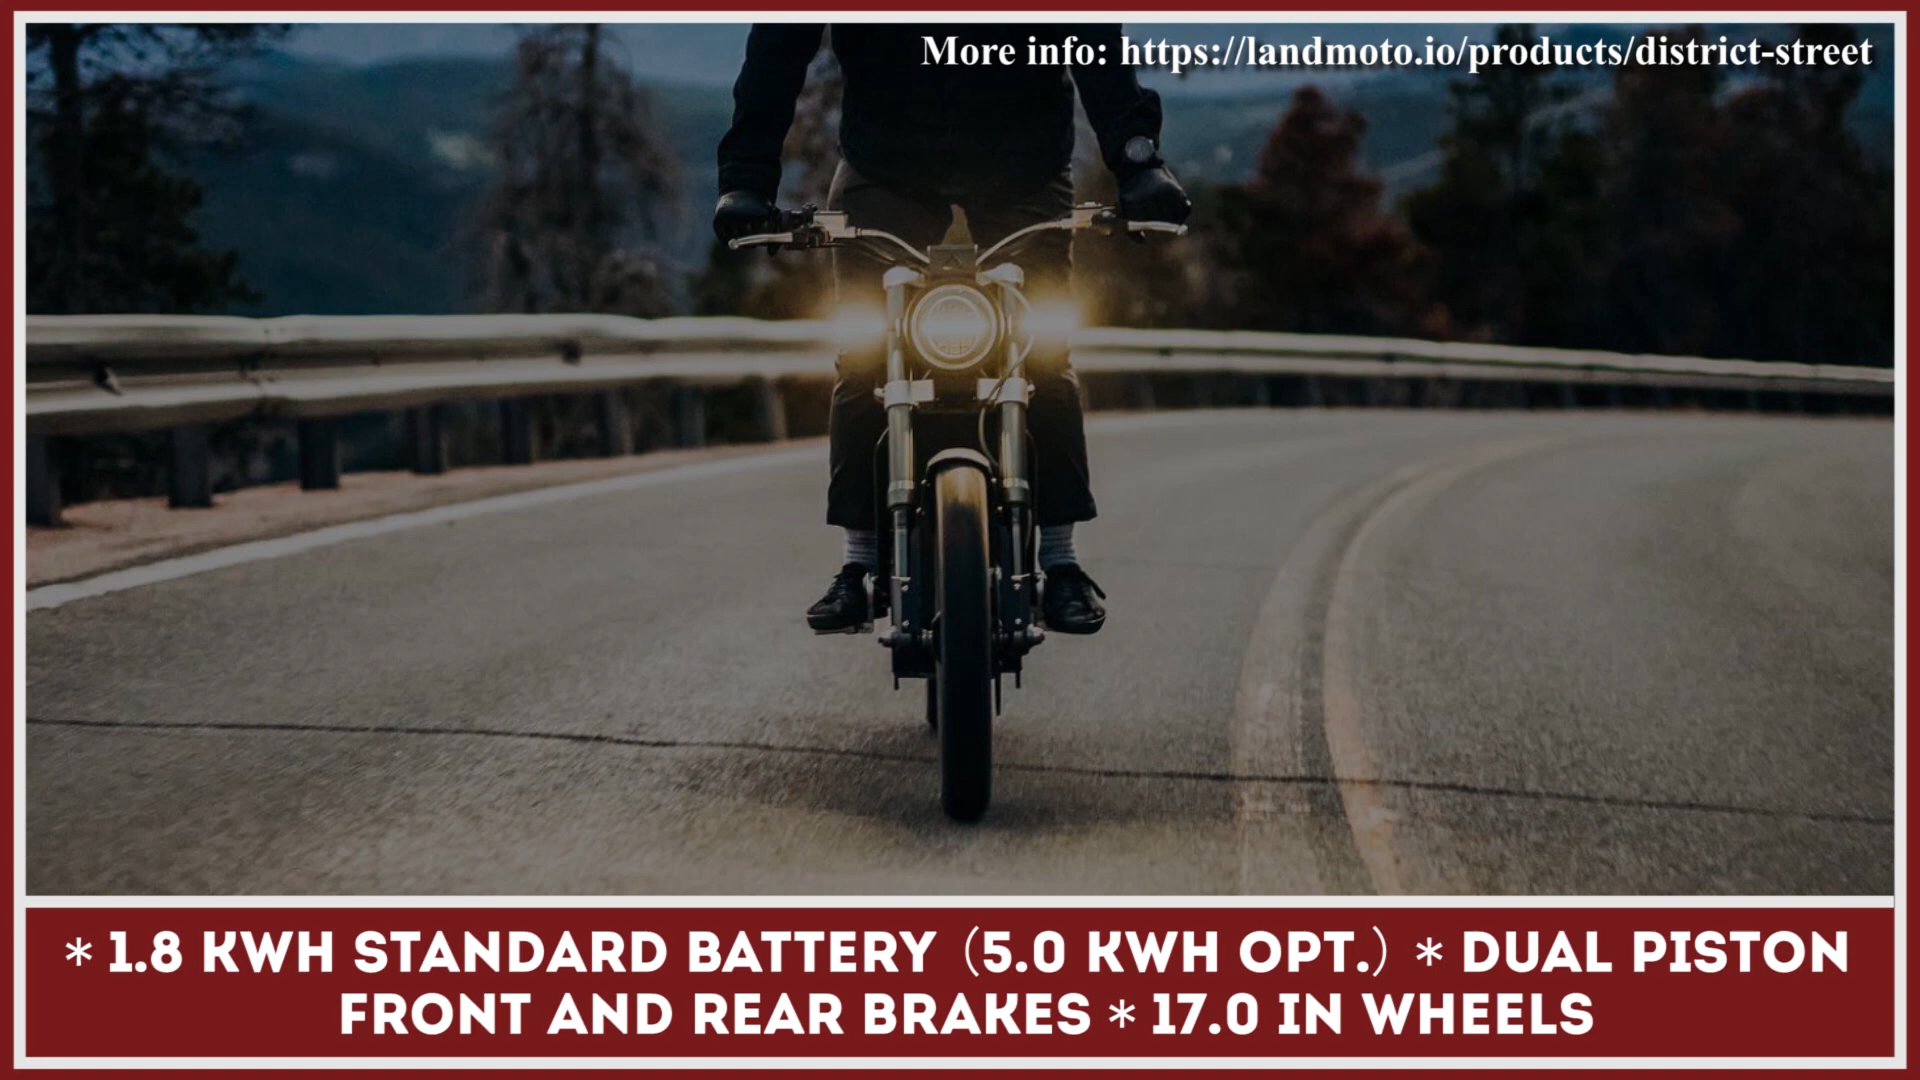 More info: https://landmoto.io/products/district-street
* 1.8 KWH STANDARD BATTERY (5.0 KWH OPT.) * DUAL PISTON
FRONT AND REAR BRAKES * 17.0 IN WHEELS